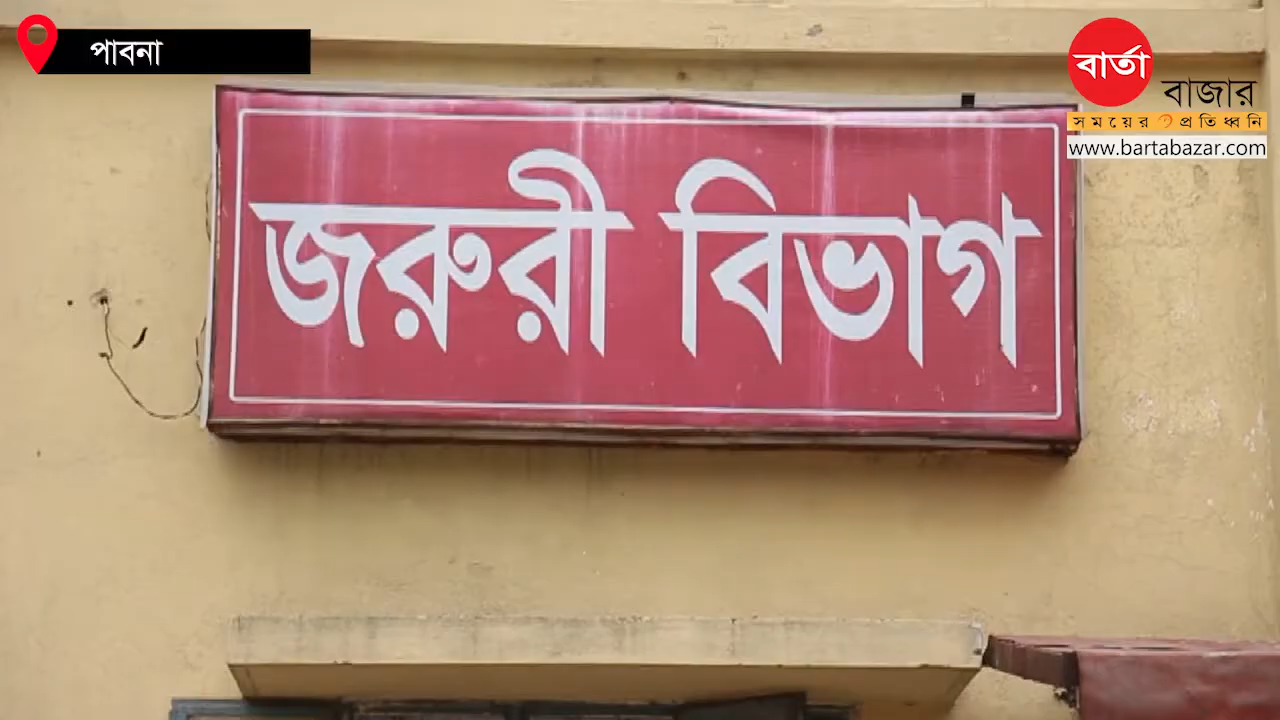 পাবনা
বার্তা
বাজার
সময়ের প্রতিধ্বনি
www.bartabazar.com
জরুরী বিভাগ